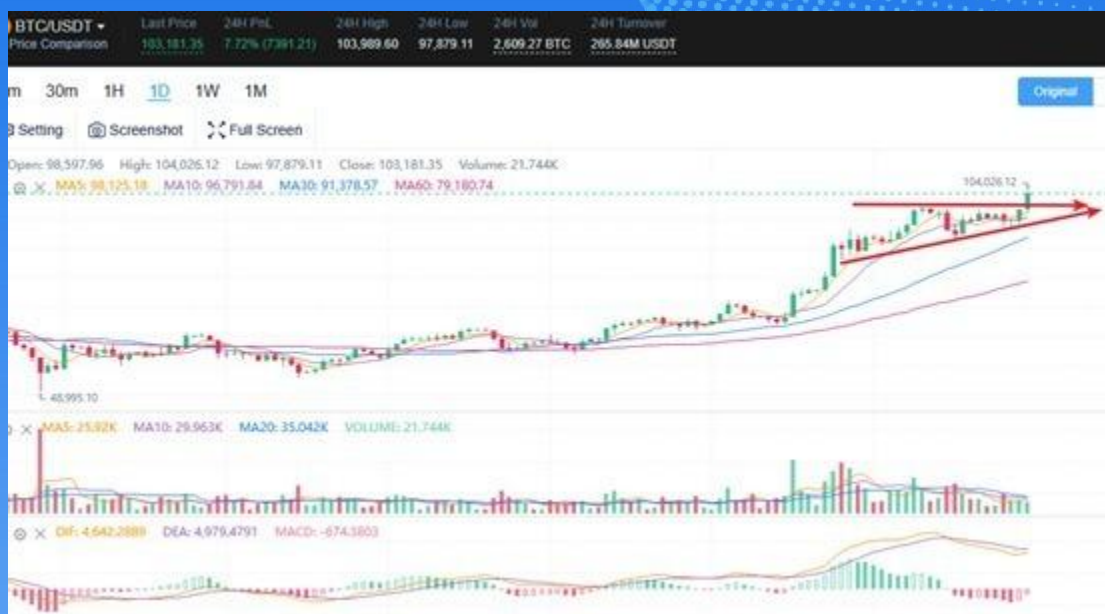 BTC/USDT Last Price 24H PnL 24H High 24H Low 24H Vol 24H Turnover
Price Comparison 103,181.35 7.72% (7391.21) 103,989.60 97,879.11 2,609.27 BTC 265.84M USDT
m 30m 1H 1D 1W 1M Original
Setting Screenshot Full Screen
Open: 98,597.96 High: 104,026.12 Low: 97,879.11 Close: 103,181.35 Volume: 21.744K
MA5: 98,125.18 MA10: 96,791.84 MA30: 91,378.57 MA60: 79,180.74
104,026.12
48,995.10
MA5: 25.92K MA10: 29.963K MA20: 35.042K VOLUME: 21.744K
DIF: 4,642.2889 DEA: 4,979.4791 MACD: -674.3803